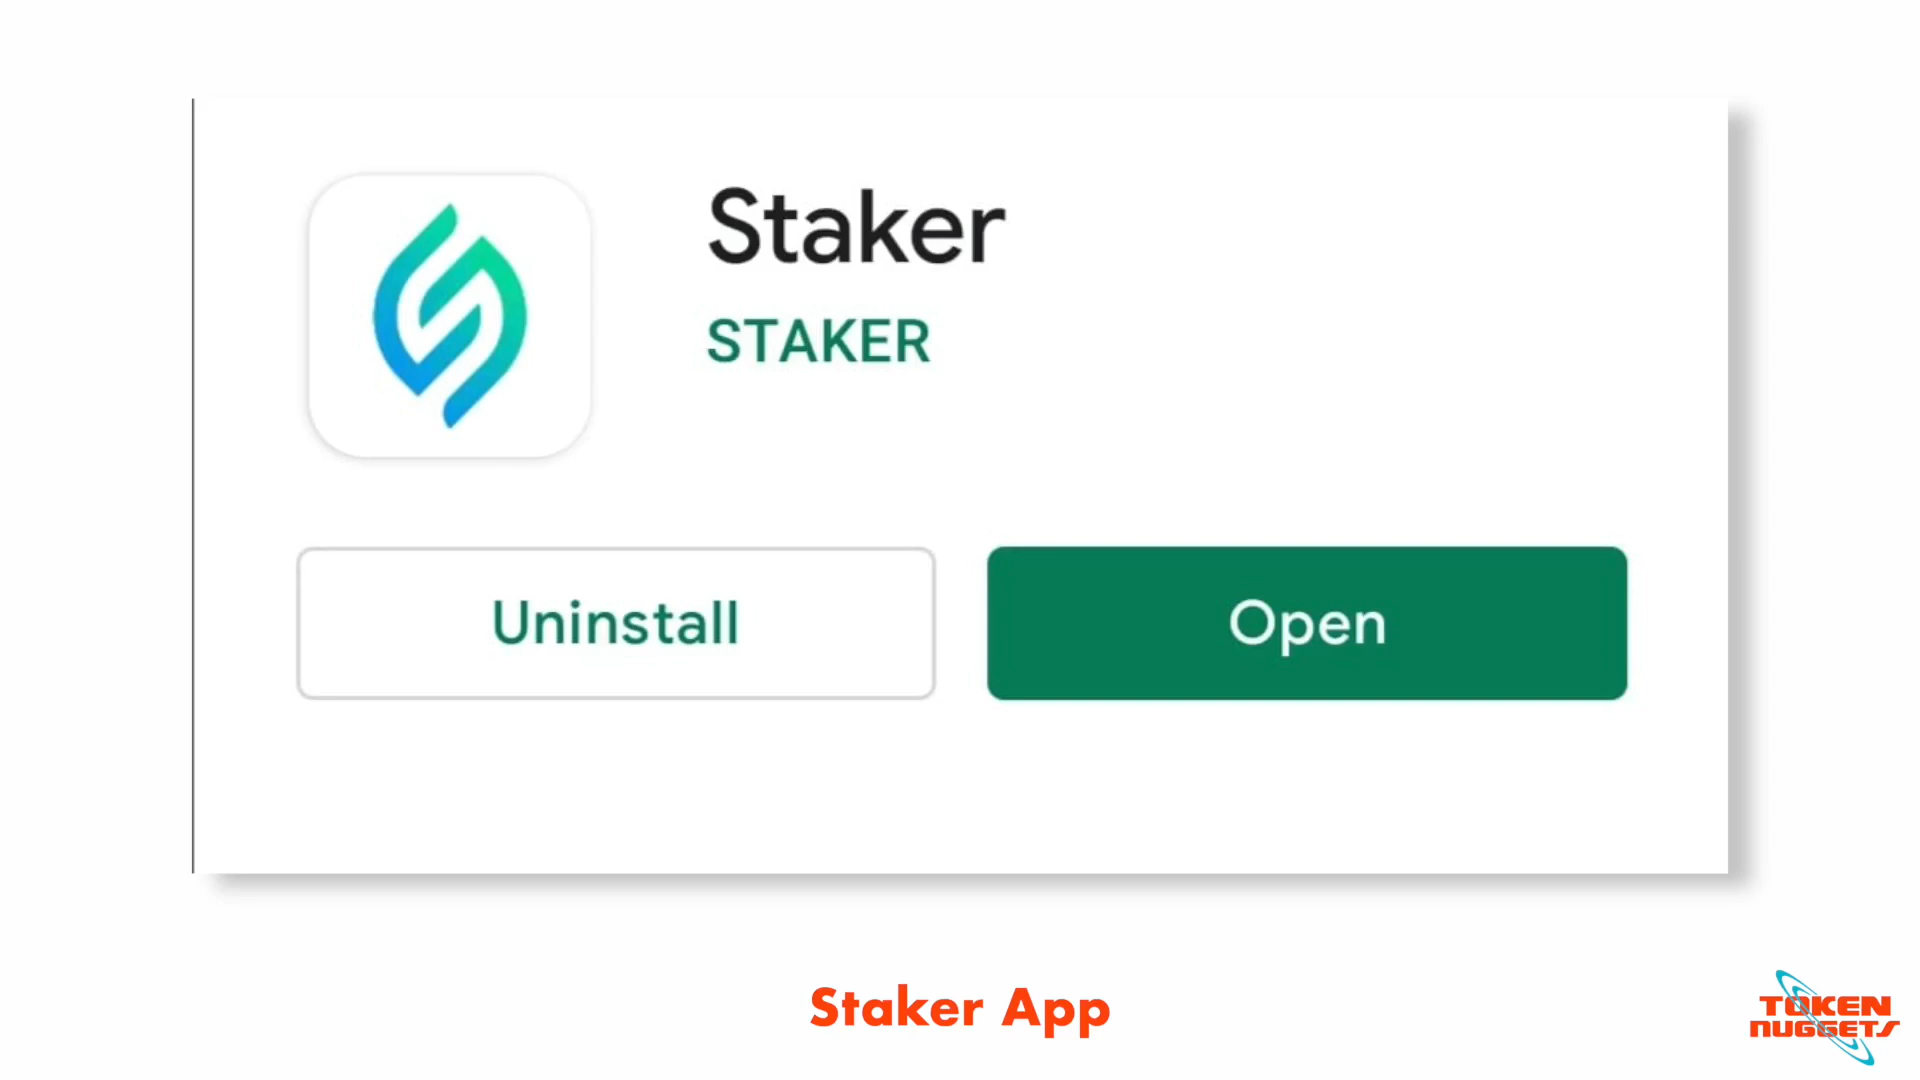 Staker
STAKER
Uninstall
Open
Staker App
TOKEN
NUGGETS